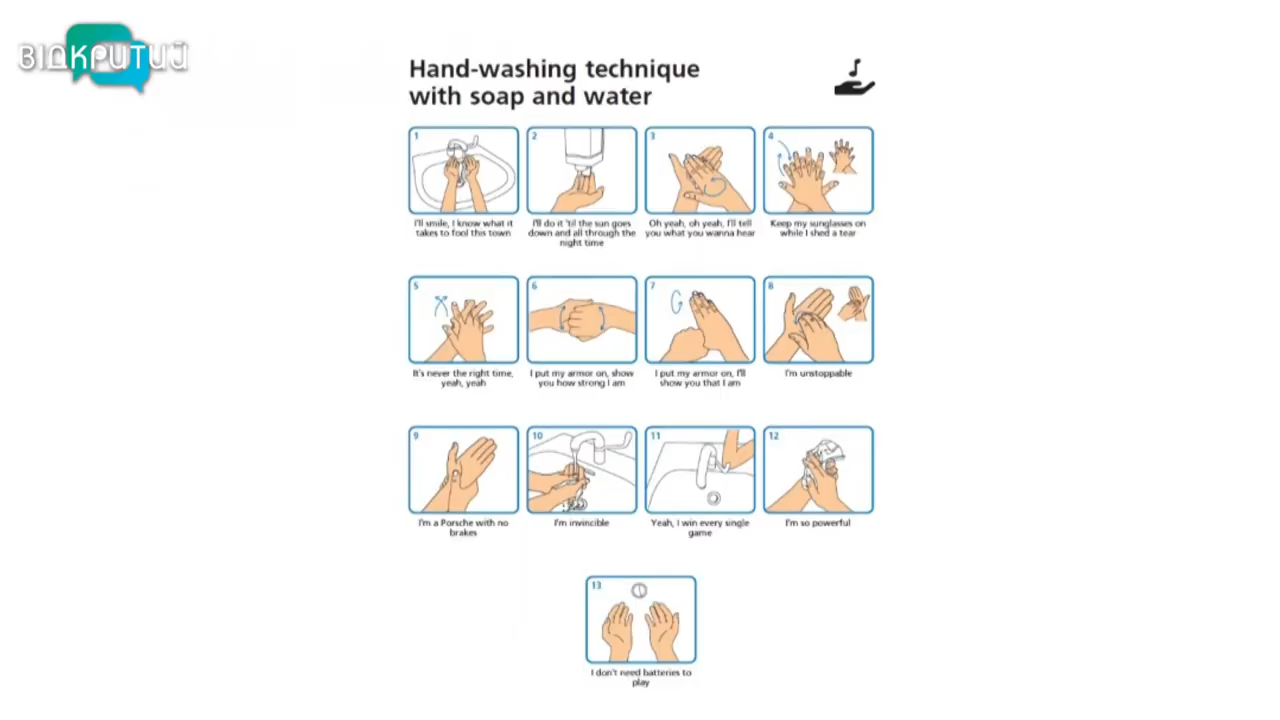 ВІДКРИТИЙ
Hand-washing technique
with soap and water
1
I'll smile, I know what it
takes to fool this town
2
I'll do it 'til the sun goes
down and all through the
night time
3
Oh yeah, oh yeah, I'll tell
you what you wanna hear
4
Keep my sunglasses on
while I shed a tear
5
It's never the right time,
yeah, yeah
6
I put my armor on, show
you how strong I am
7
I put my armor on, I'll
show you that I am
8
I'm unstoppable
9
I'm a Porsche with no
brakes
10
I'm invincible
11
Yeah, I win every single
game
12
I'm so powerful
13
I don't need batteries to
play